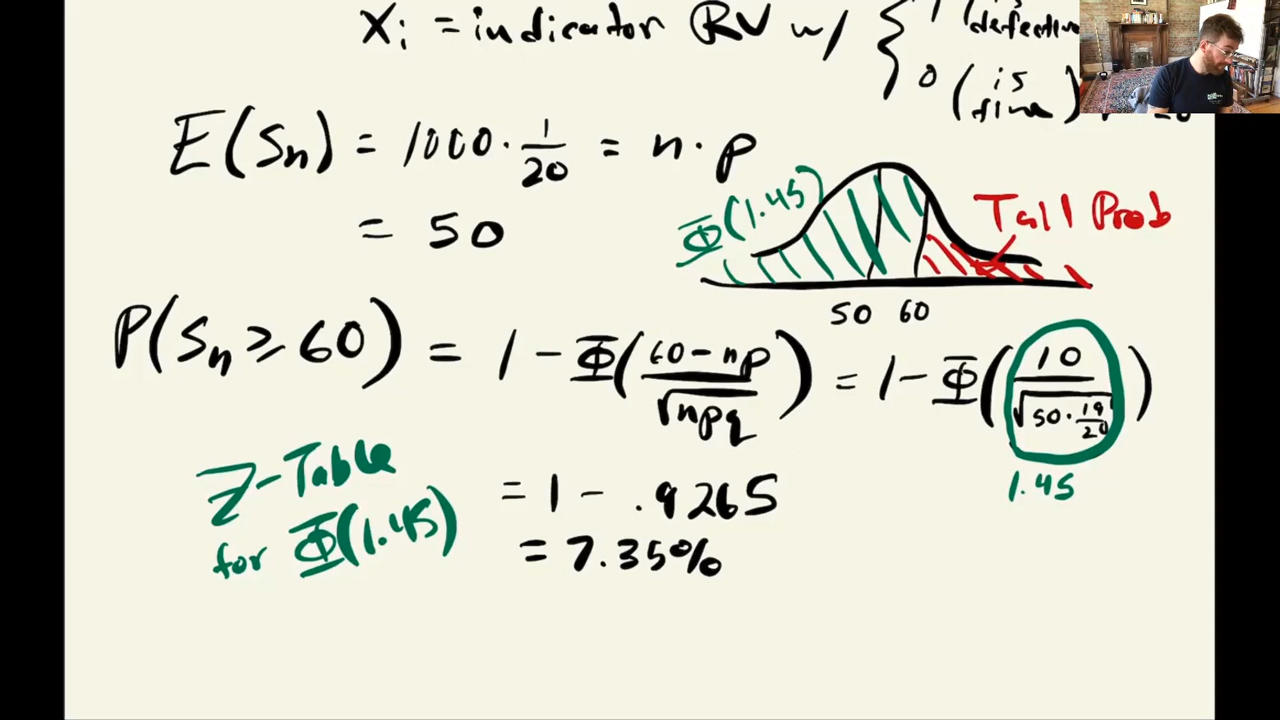 Xi = indicator RV w/ { 1 (is defective
0 (is fine)
E(Sn) = 1000 · 1/20 = n · p
= 50
Φ(1.45)
Tail Prob
50 60
P(Sn ≥ 60) = 1 - Φ((60-np)/√npq) = 1 - Φ(10/√(50·19/20))
1.45
Z-Table
for Φ(1.45)
= 1 - .9265
= 7.35%